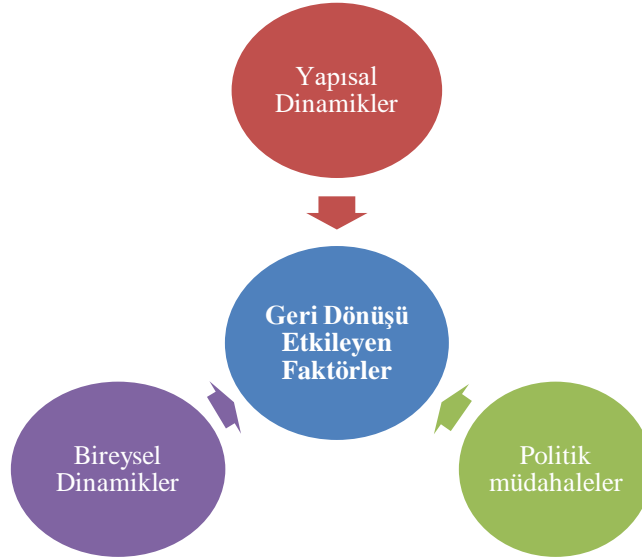 Yapısal
Dinamikler
Geri Dönüşü
Etkileyen
Faktörler
Bireysel
Dinamikler
Politik
müdahaleler